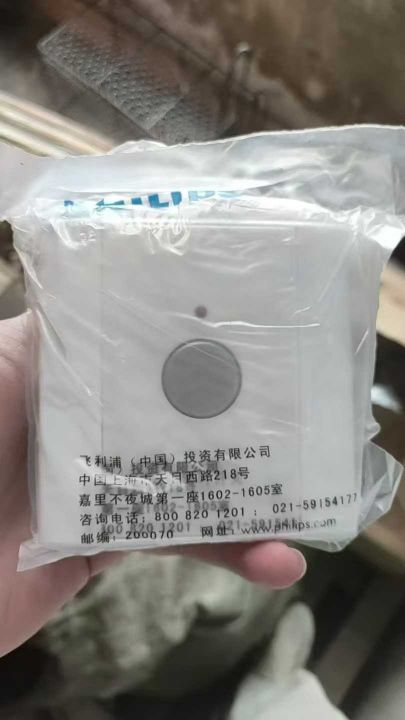 PHILIPS
飞利浦（中国）投资有限公司
中国上海市天目西路218号
嘉里不夜城第一座1602-1605室
咨询电话：800 820 1201 ; 021-59154177
邮编：200070 网址：www.philips.com